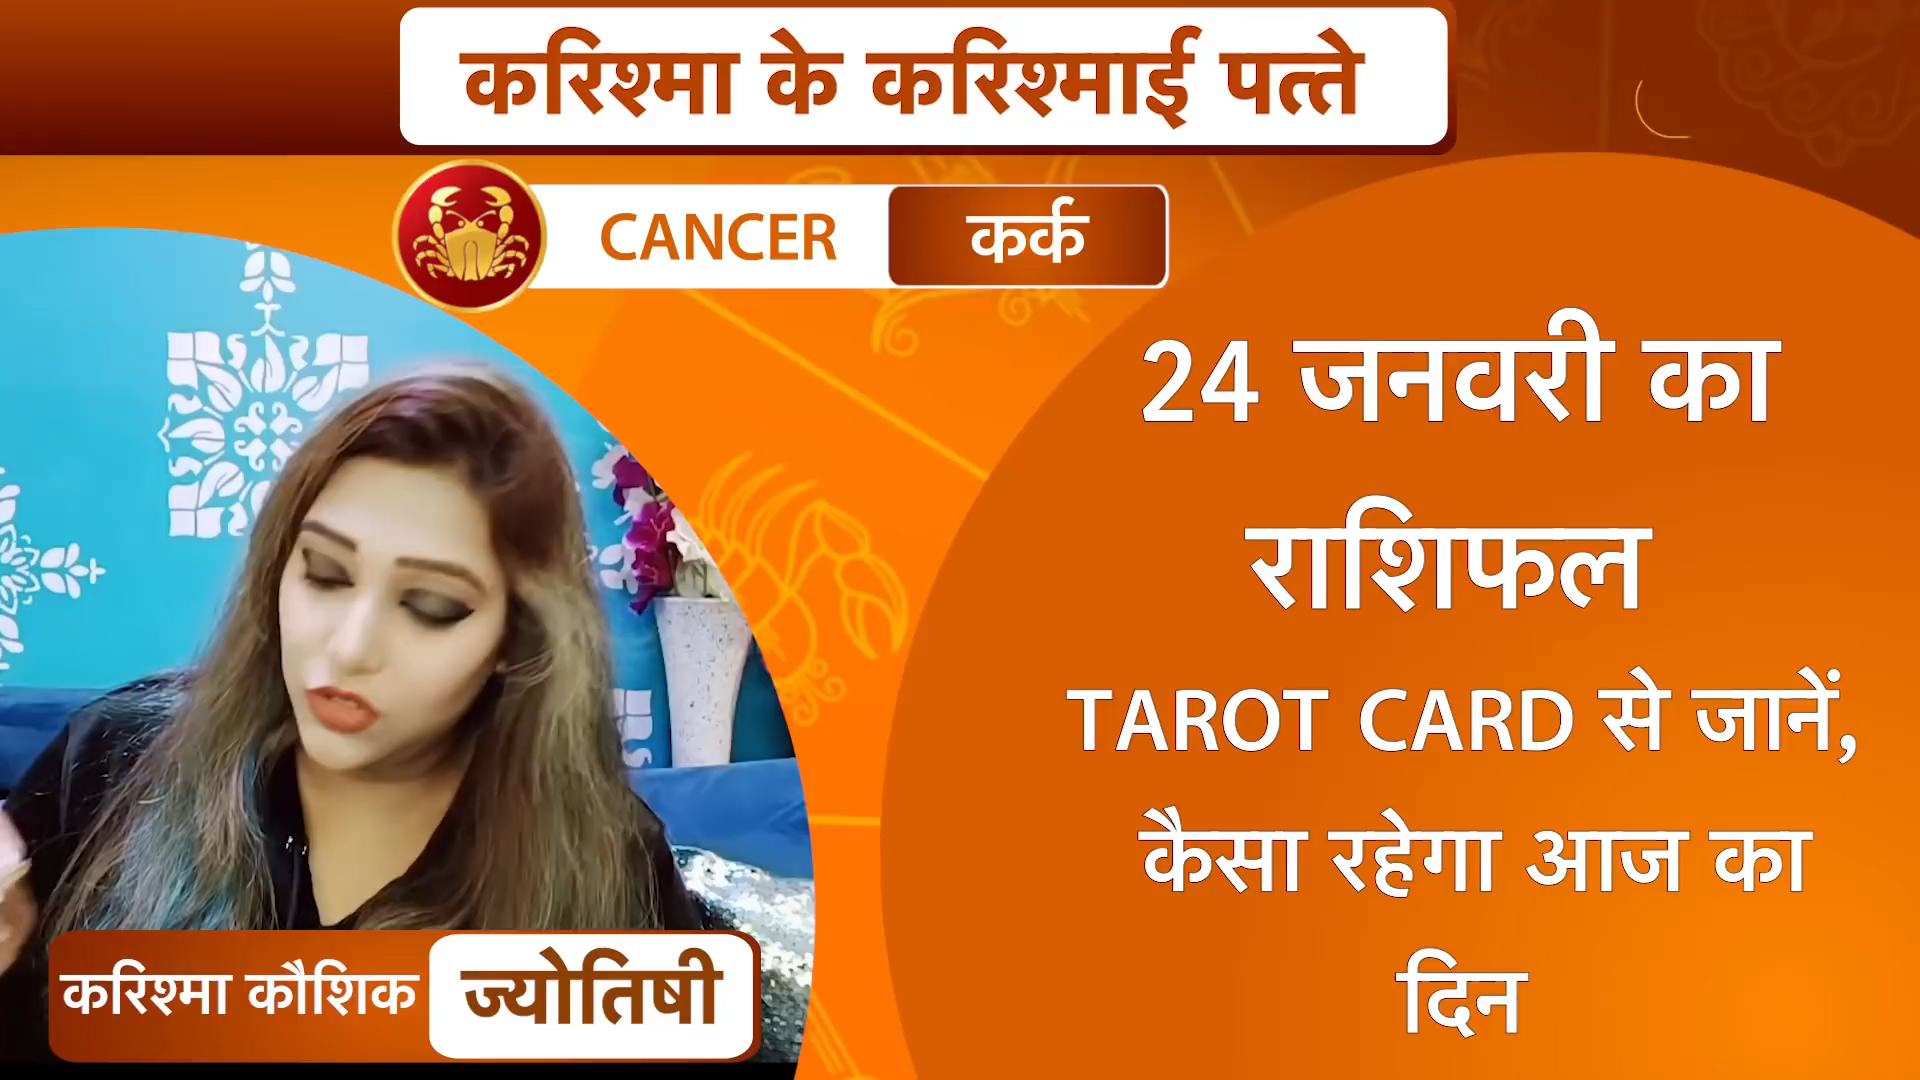 करिश्मा के करिश्माई पत्ते
CANCER कर्क
24 जनवरी का
राशिफल
TAROT CARD से जानें,
कैसा रहेगा आज का
दिन
करिश्मा कौशिक ज्योतिषी